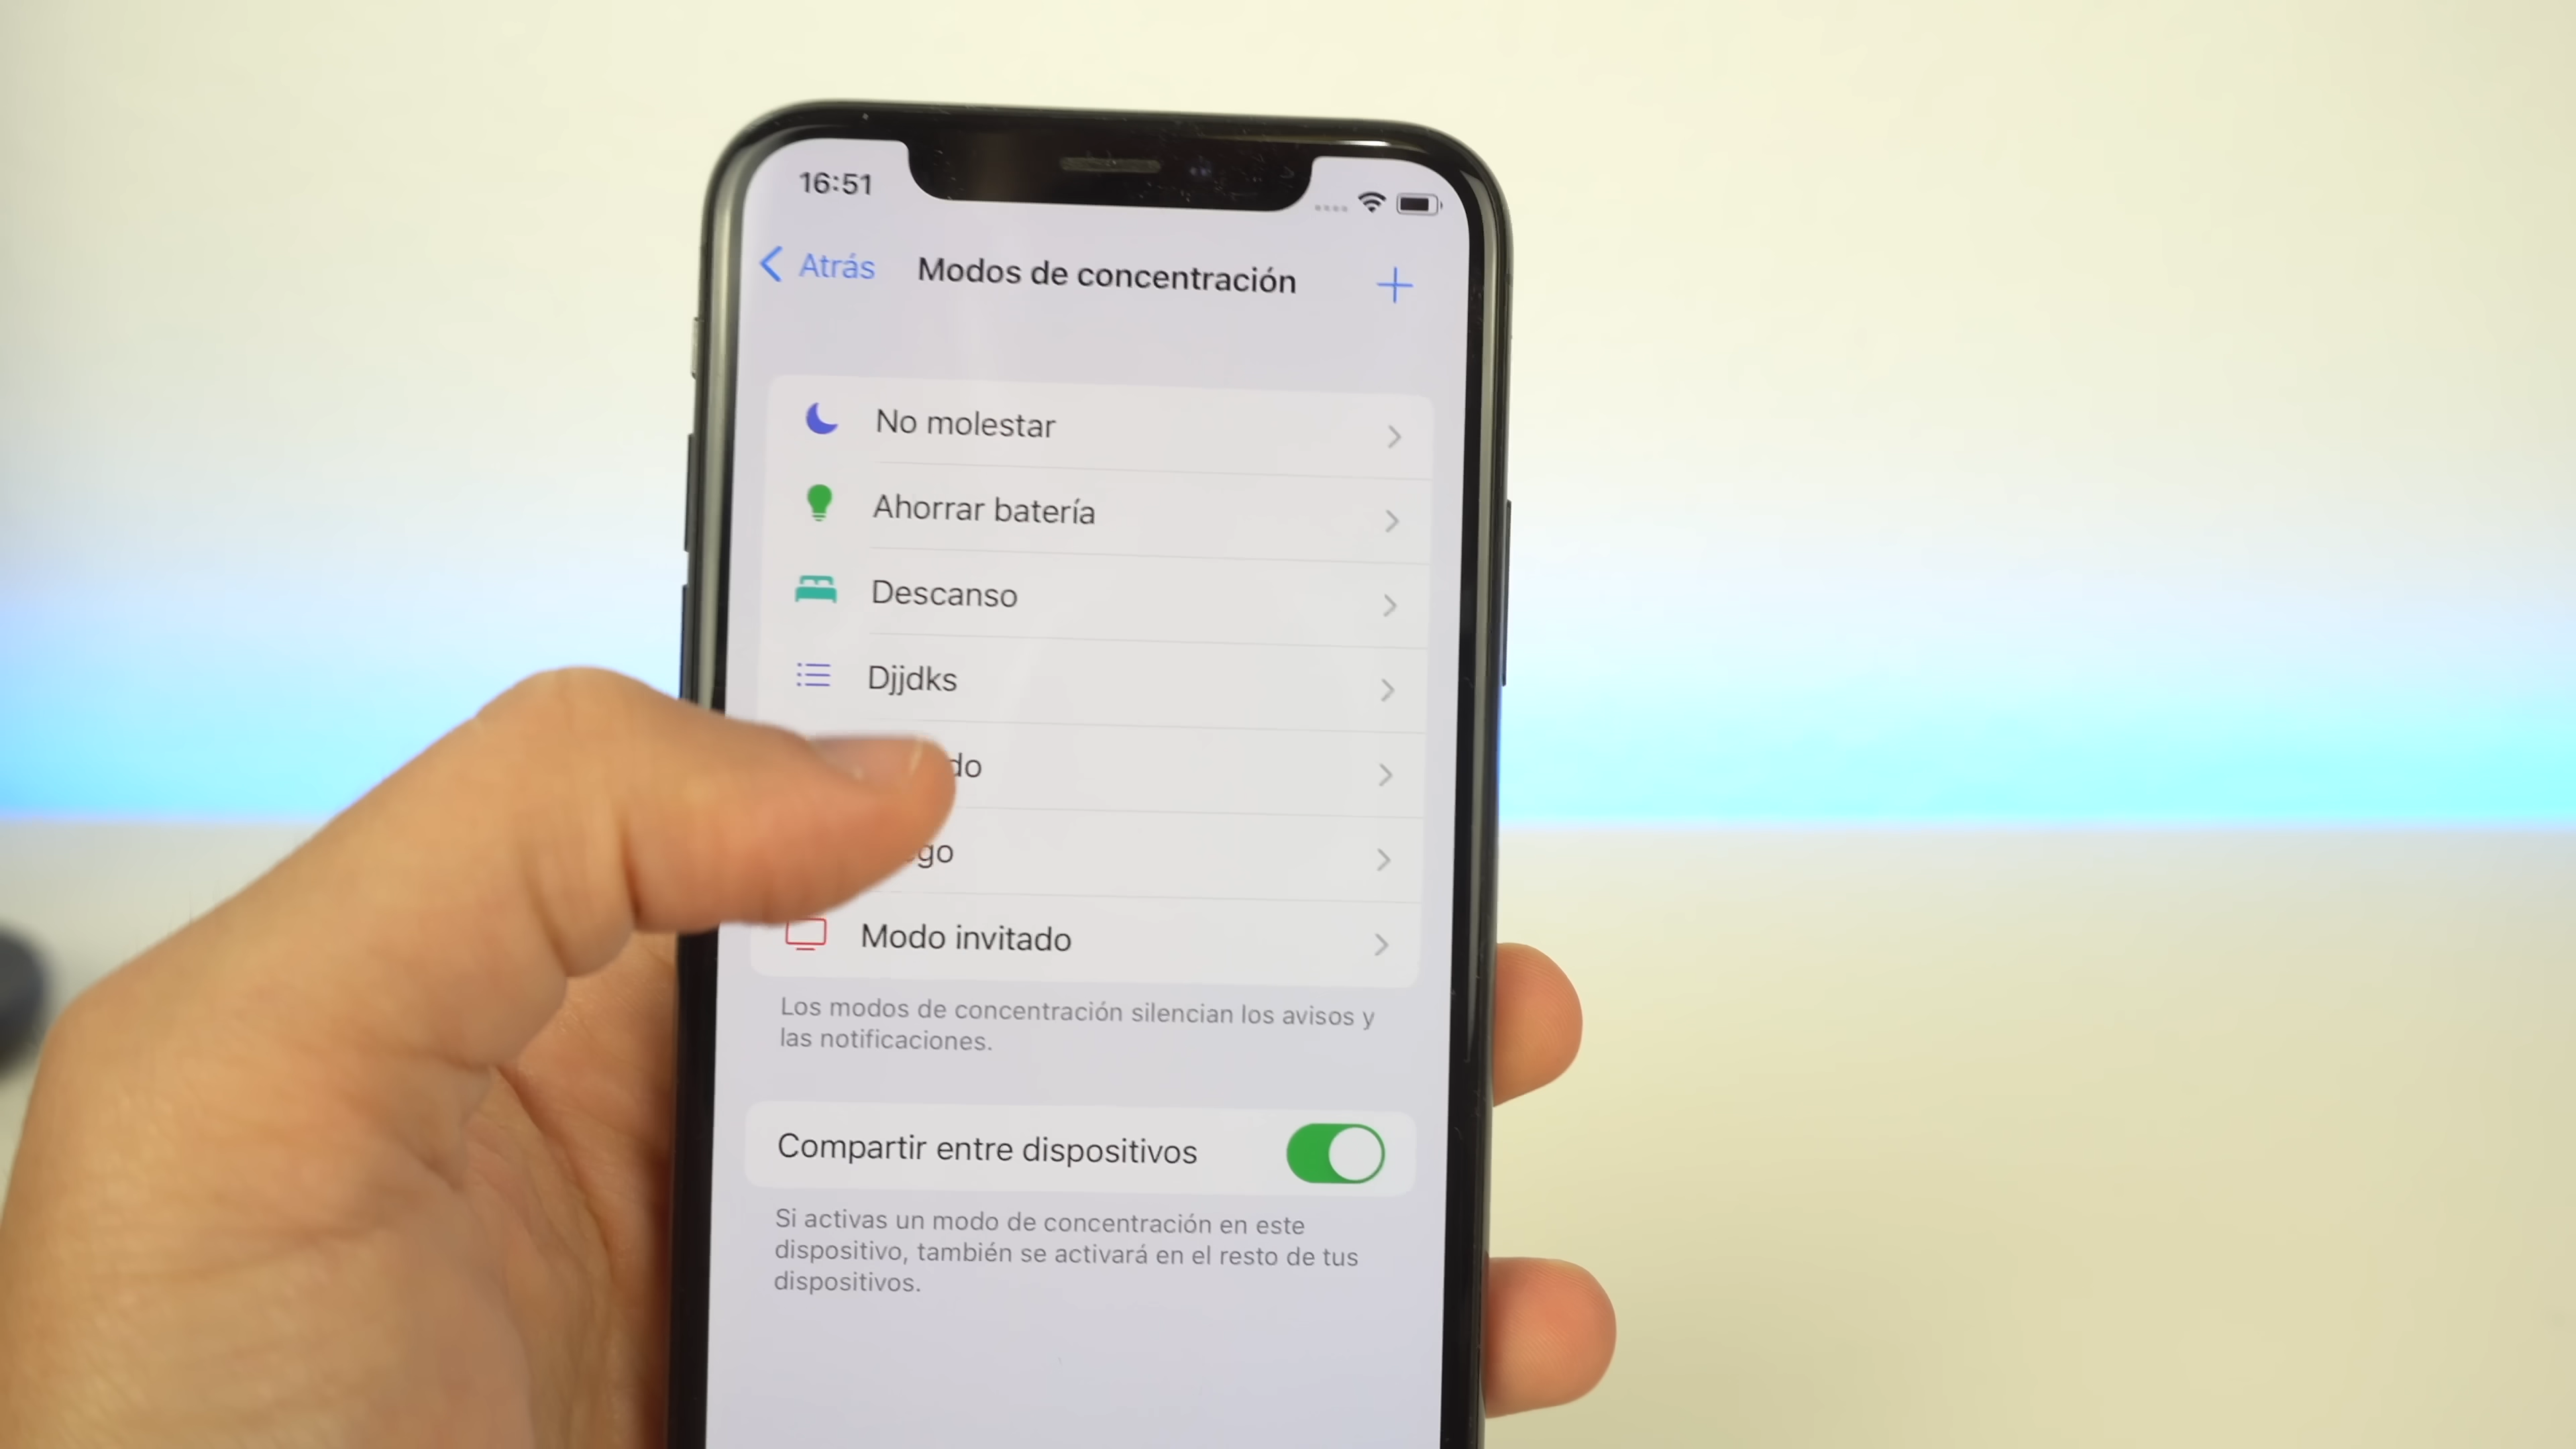 16:51
Atrás
Modos de concentración
No molestar
Ahorrar batería
Descanso
Djjdks
Modo invitado
Los modos de concentración silencian los avisos y
las notificaciones.
Compartir entre dispositivos
Si activas un modo de concentración en este
dispositivo, también se activará en el resto de tus
dispositivos.